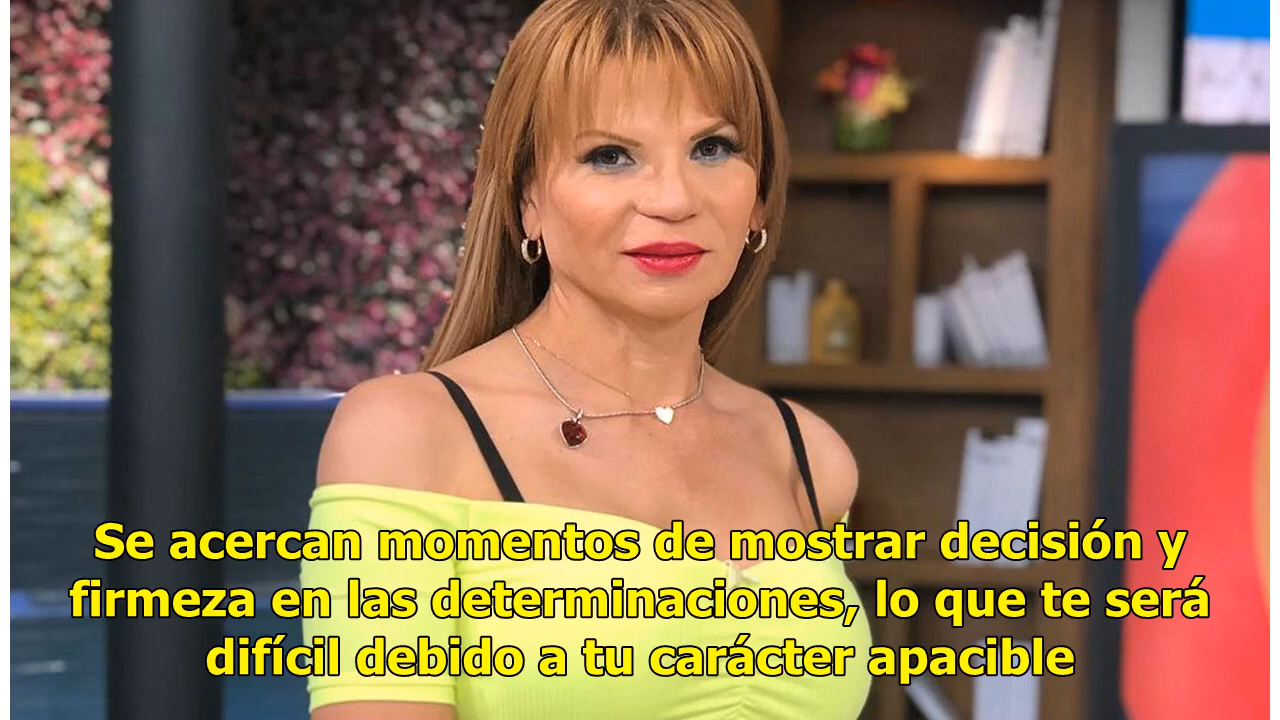 Se acercan momentos de mostrar decisión y
firmeza en las determinaciones, lo que te será
difícil debido a tu carácter apacible